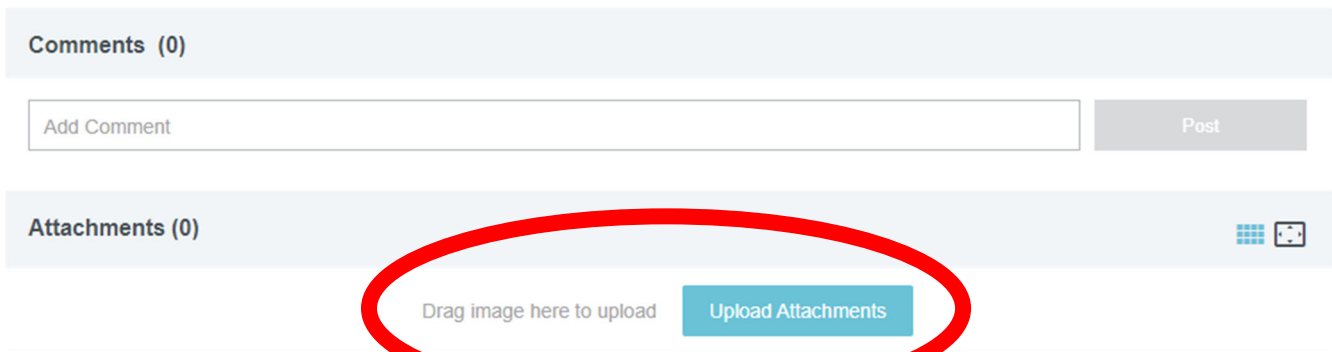 Comments (0)
Add Comment
Post
Attachments (0)
Drag image here to upload
Upload Attachments